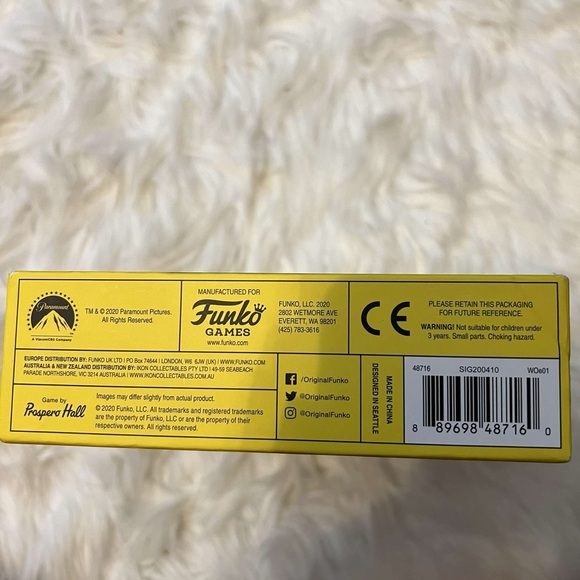 Paramount
A ViacomCBS Company
TM & © 2020 Paramount Pictures.
All Rights Reserved.
MANUFACTURED FOR
Funko
GAMES
www.funko.com
FUNKO, LLC. 2020
2802 WETMORE AVE
EVERETT, WA 98201
(425) 783-3616
CE
PLEASE RETAIN THIS PACKAGING
FOR FUTURE REFERENCE.
WARNING! Not suitable for children under
3 years. Small parts. Choking hazard.
EUROPE DISTRIBUTION BY: FUNKO UK LTD | PO Box 74644 | LONDON, W6 6JW (UK) | WWW.FUNKO.COM
AUSTRALIA & NEW ZEALAND DISTRIBUTION BY: IKON COLLECTABLES PTY LTD | 49-59 SEABEACH
PARADE NORTHSHORE, VIC 3214 AUSTRALIA | WWW.IKONCOLLECTABLES.COM
Game by
Prospero Hall
Images may differ slightly from actual product.
© 2020 Funko, LLC. All trademarks and registered trademarks
are the property of Funko, LLC or are the property of their
respective owners. All rights reserved.
/OriginalFunko
@OriginalFunko
@OriginalFunko
MADE IN CHINA
DESIGNED IN SEATTLE
48716 SIG200410 WOe01
8 89698 48716 0